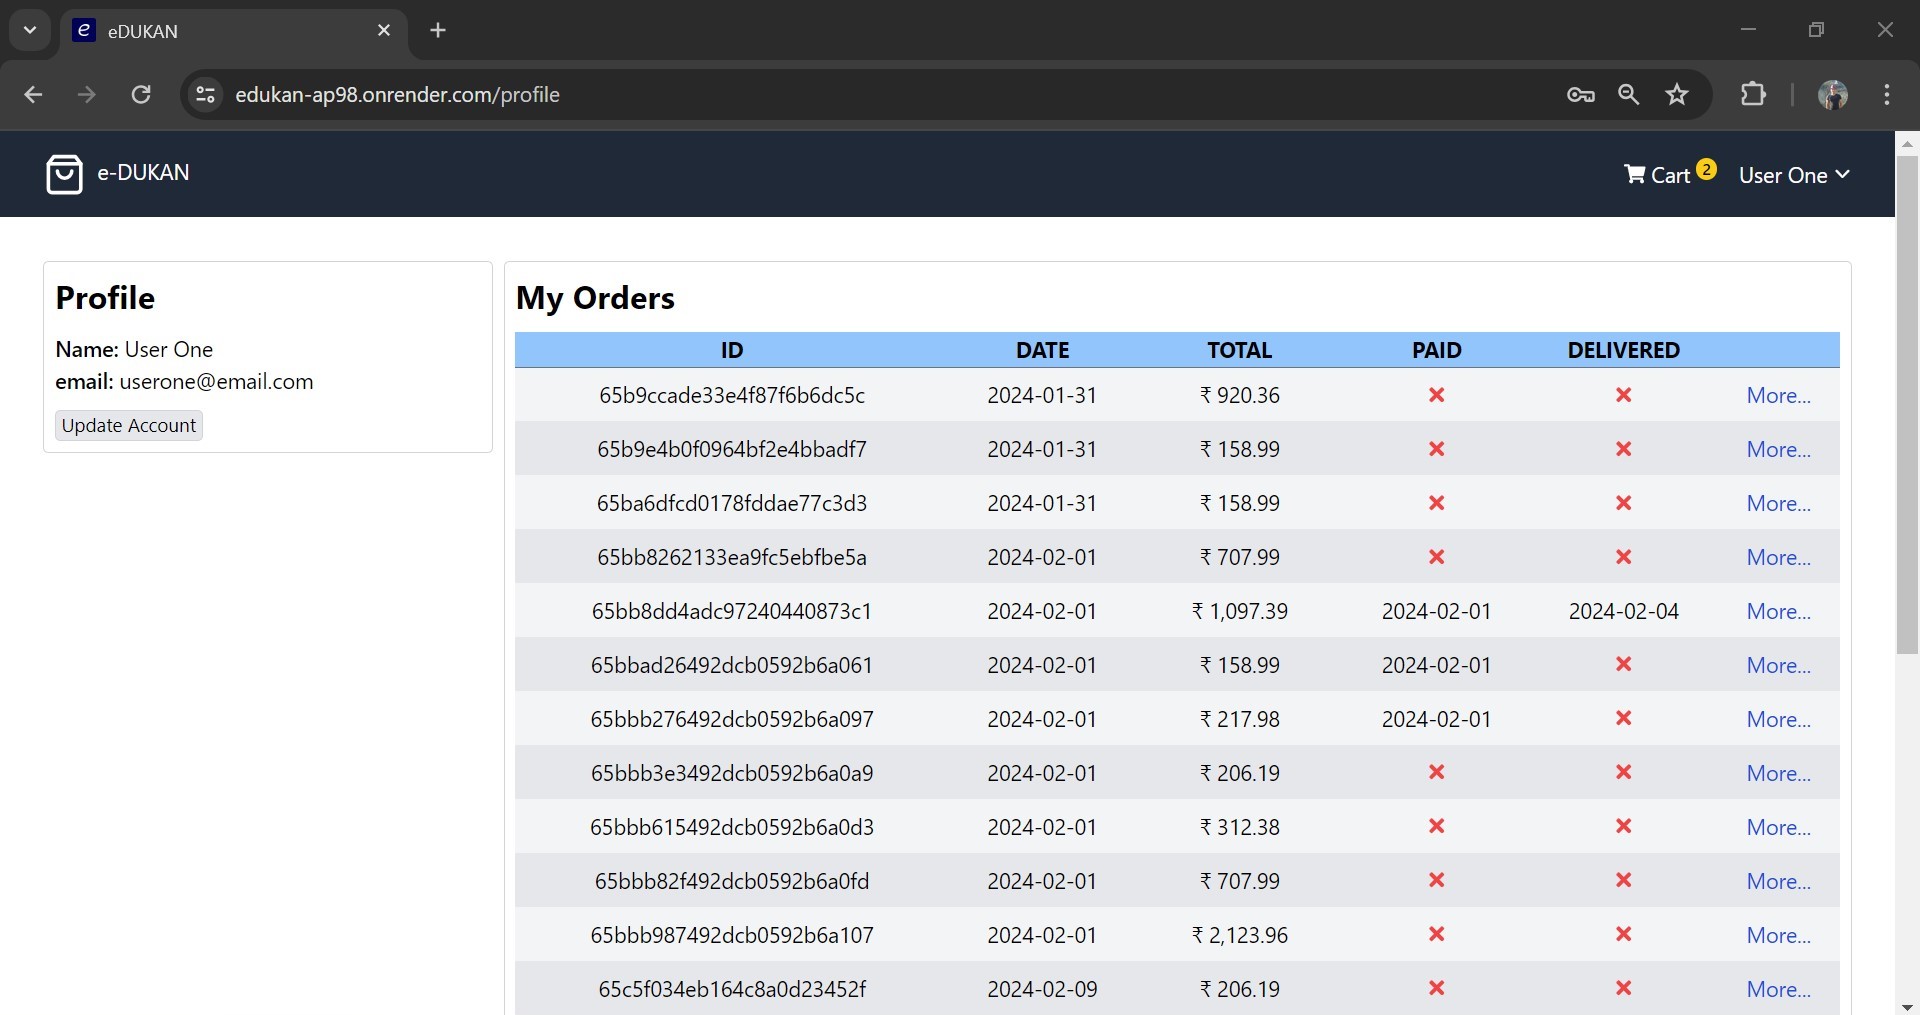 eDUKAN
edukan-ap98.onrender.com/profile
e-DUKAN
Cart 2 User One
Profile
Name: User One
email: userone@email.com
Update Account
My Orders
ID DATE TOTAL PAID DELIVERED
65b9ccade33e4f87f6b6dc5c 2024-01-31 ₹ 920.36 More...
65b9e4b0f0964bf2e4bbadf7 2024-01-31 ₹ 158.99 More...
65ba6dfcd0178fddae77c3d3 2024-01-31 ₹ 158.99 More...
65bb8262133ea9fc5ebfbe5a 2024-02-01 ₹ 707.99 More...
65bb8dd4adc97240440873c1 2024-02-01 ₹ 1,097.39 2024-02-01 2024-02-04 More...
65bbad26492dcb0592b6a061 2024-02-01 ₹ 158.99 2024-02-01 More...
65bbb276492dcb0592b6a097 2024-02-01 ₹ 217.98 2024-02-01 More...
65bbb3e3492dcb0592b6a0a9 2024-02-01 ₹ 206.19 More...
65bbb615492dcb0592b6a0d3 2024-02-01 ₹ 312.38 More...
65bbb82f492dcb0592b6a0fd 2024-02-01 ₹ 707.99 More...
65bbb987492dcb0592b6a107 2024-02-01 ₹ 2,123.96 More...
65c5f034eb164c8a0d23452f 2024-02-09 ₹ 206.19 More...